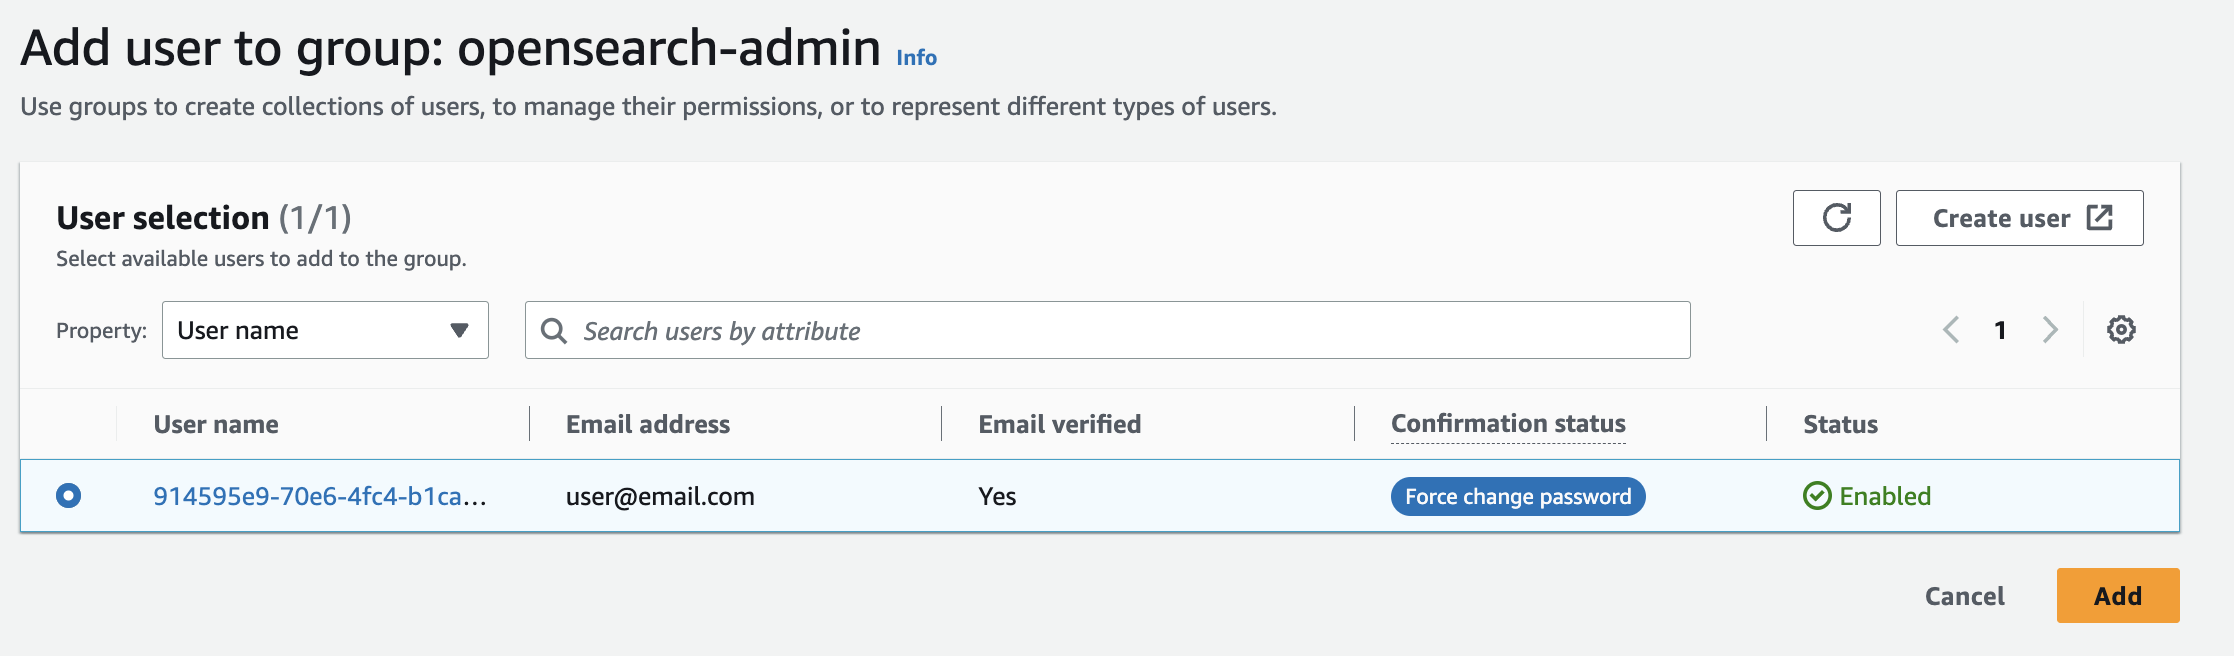 Add user to group: opensearch-admin Info
Use groups to create collections of users, to manage their permissions, or to represent different types of users.
User selection (1/1)
Create user
Select available users to add to the group.
Property: User name Search users by attribute 1
User name Email address Email verified Confirmation status Status
914595e9-70e6-4fc4-b1ca... user@email.com Yes Force change password Enabled
Cancel Add